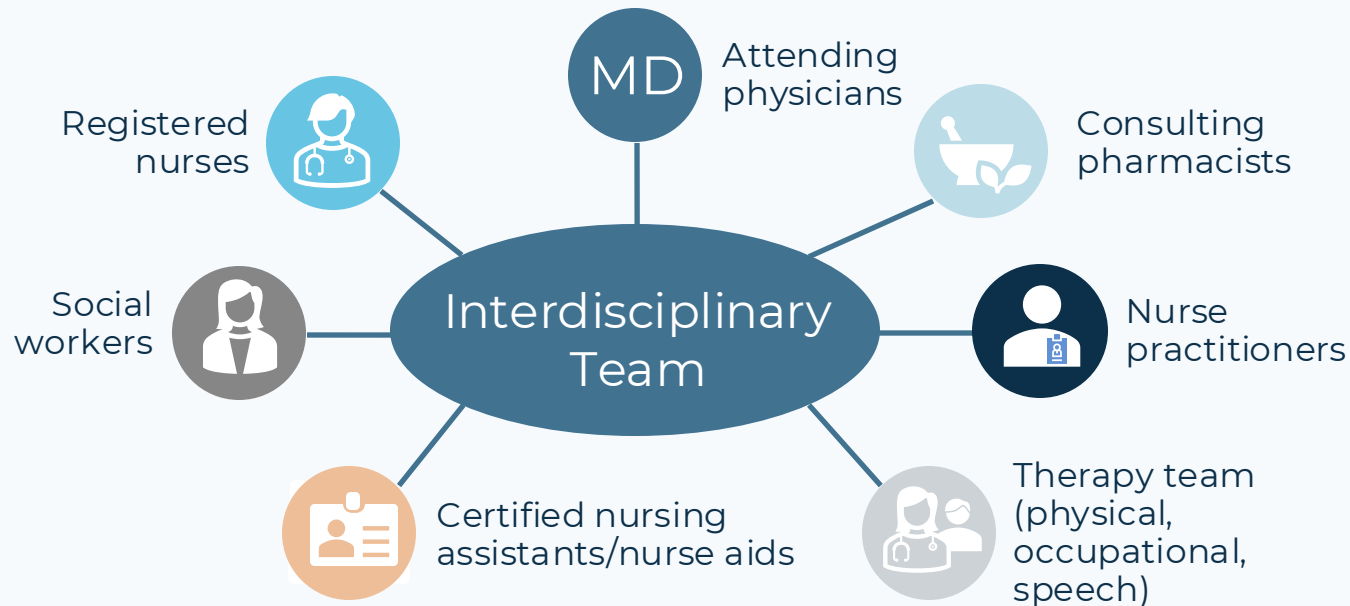 MD
Attending
physicians
Registered
nurses
Consulting
pharmacists
Social
workers
Interdisciplinary
Team
Nurse
practitioners
Certified nursing
assistants/nurse aids
Therapy team
(physical,
occupational,
speech)